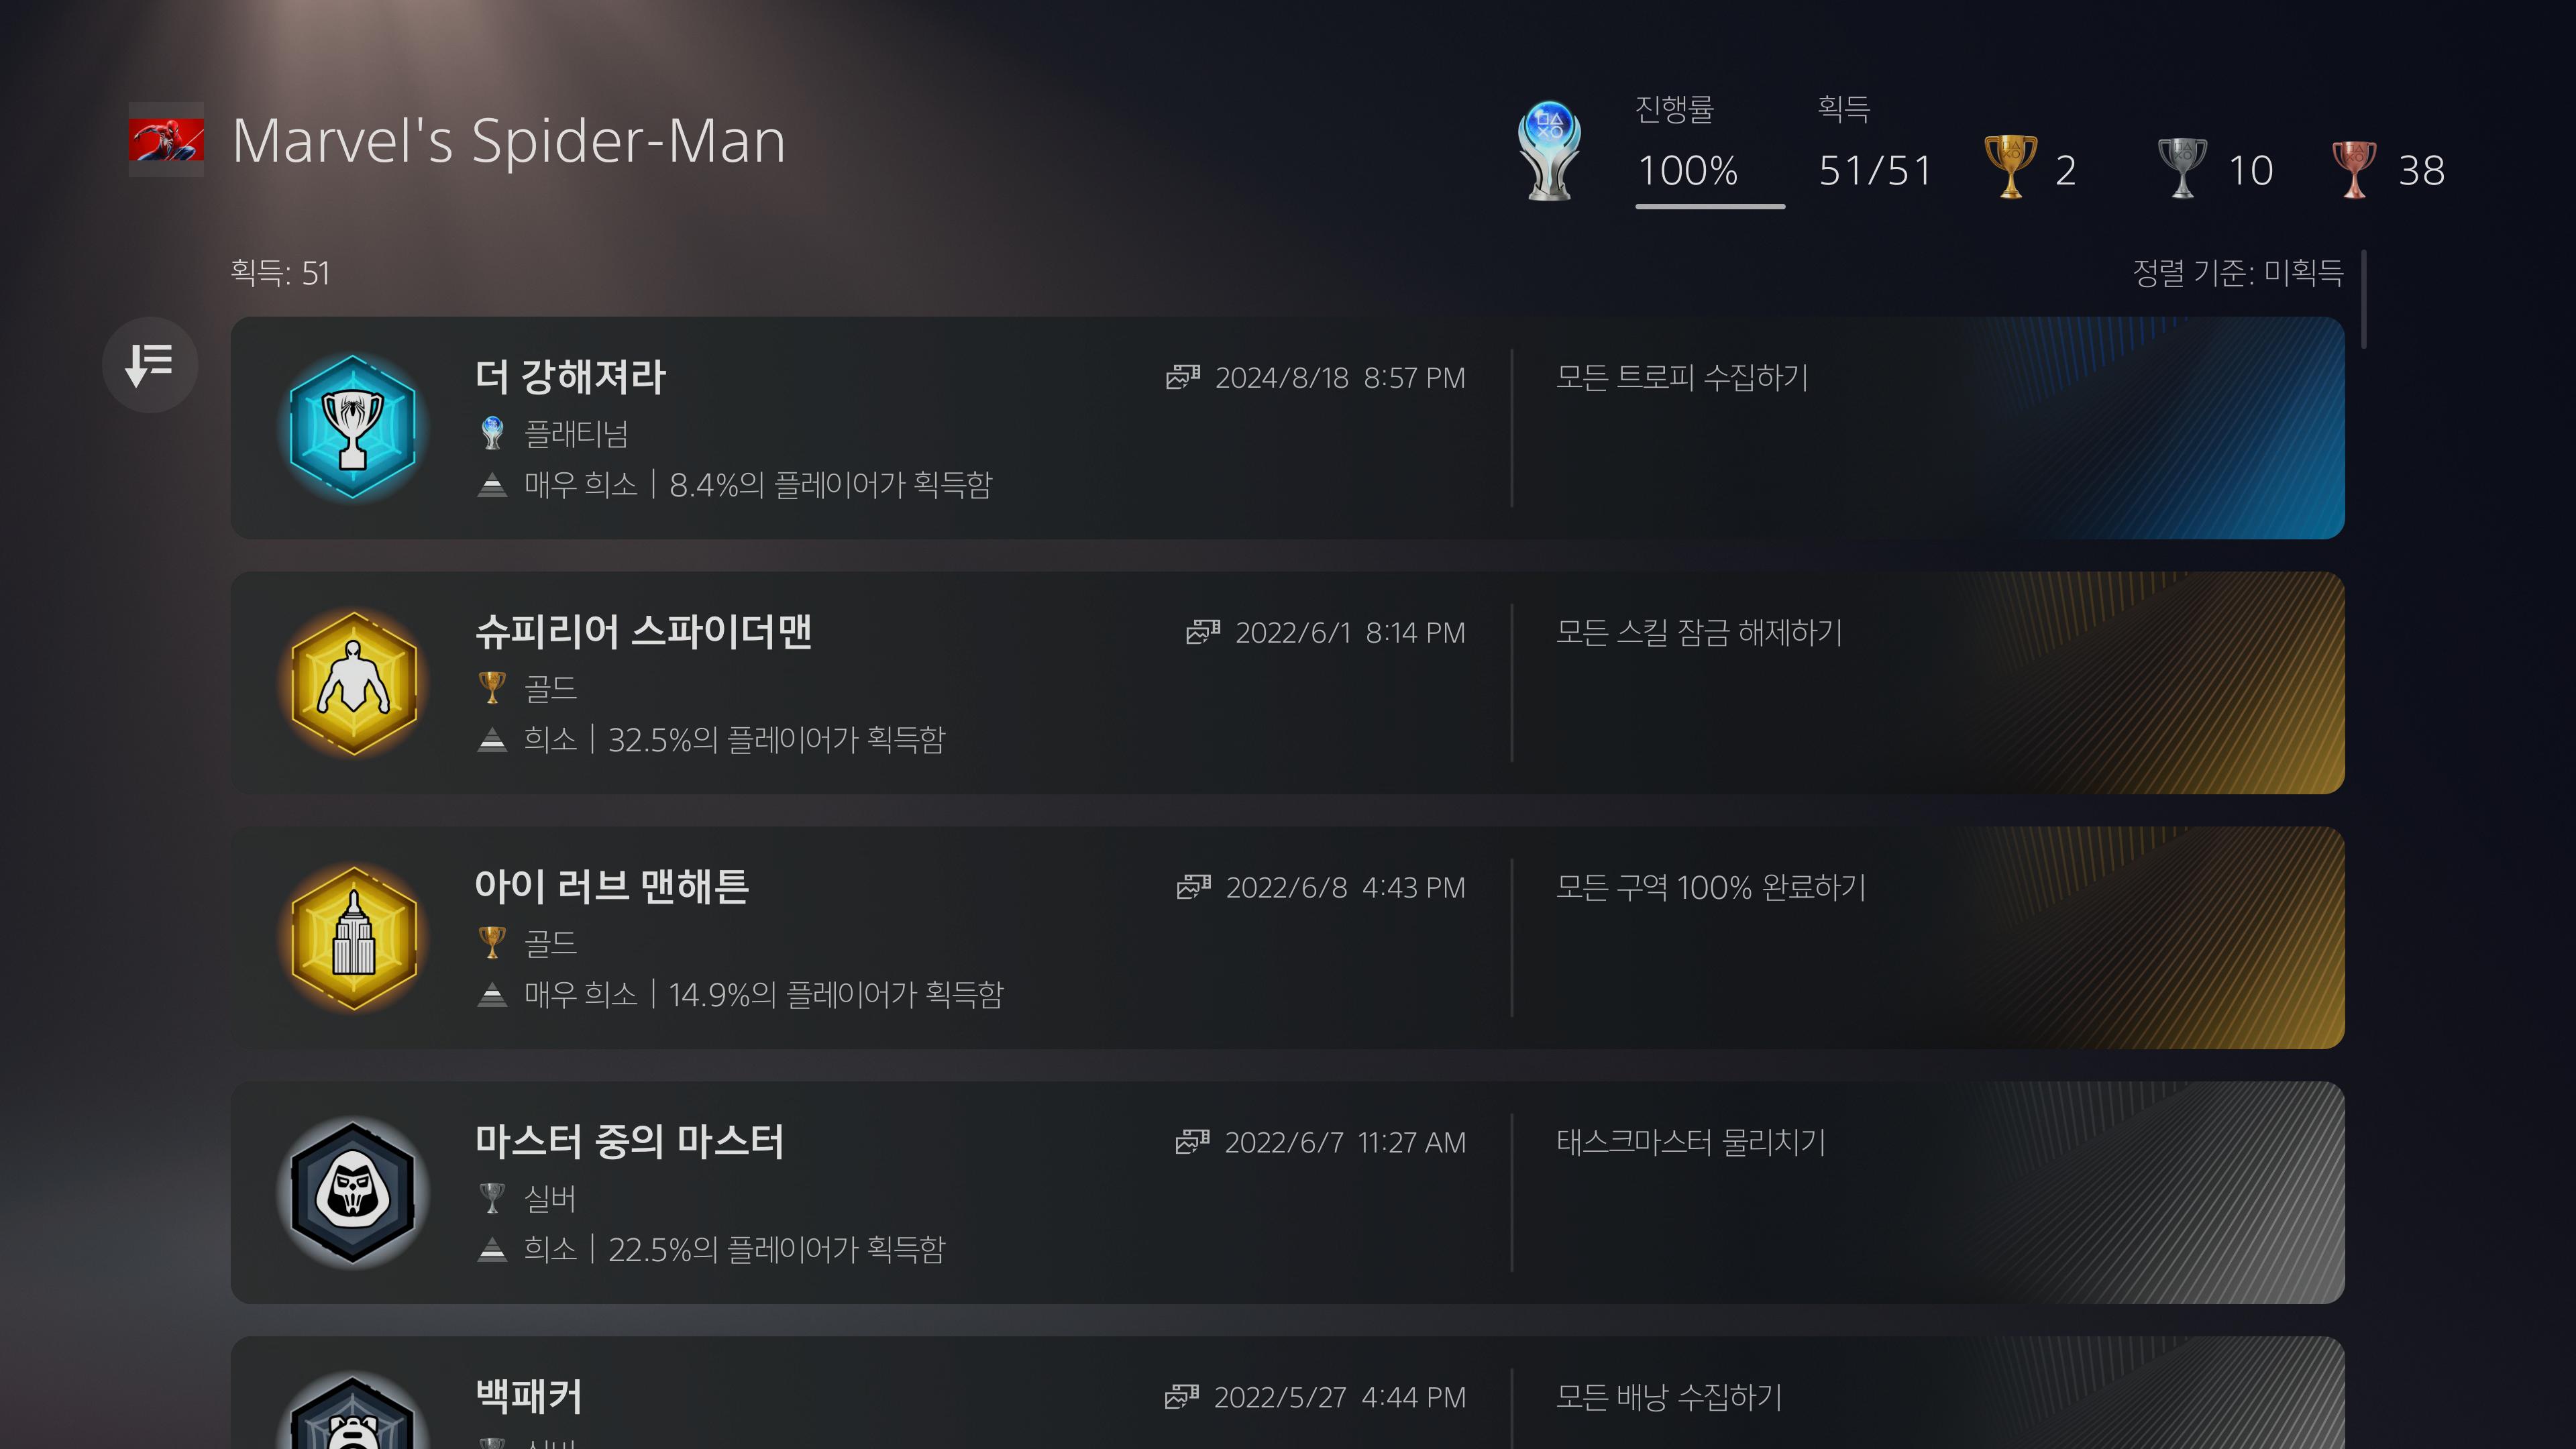 Marvel's Spider-Man
진행률
획득
100%
51/51
2
10
38
획득: 51
정렬 기준: 미획득
더 강해져라
2024/8/18 8:57 PM
모든 트로피 수집하기
플래티넘
매우 희소 | 8.4%의 플레이어가 획득함
슈피리어 스파이더맨
2022/6/1 8:14 PM
모든 스킬 잠금 해제하기
골드
희소 | 32.5%의 플레이어가 획득함
아이 러브 맨해튼
2022/6/8 4:43 PM
모든 구역 100% 완료하기
골드
매우 희소 | 14.9%의 플레이어가 획득함
마스터 중의 마스터
2022/6/7 11:27 AM
태스크마스터 물리치기
실버
희소 | 22.5%의 플레이어가 획득함
백패커
2022/5/27 4:44 PM
모든 배낭 수집하기